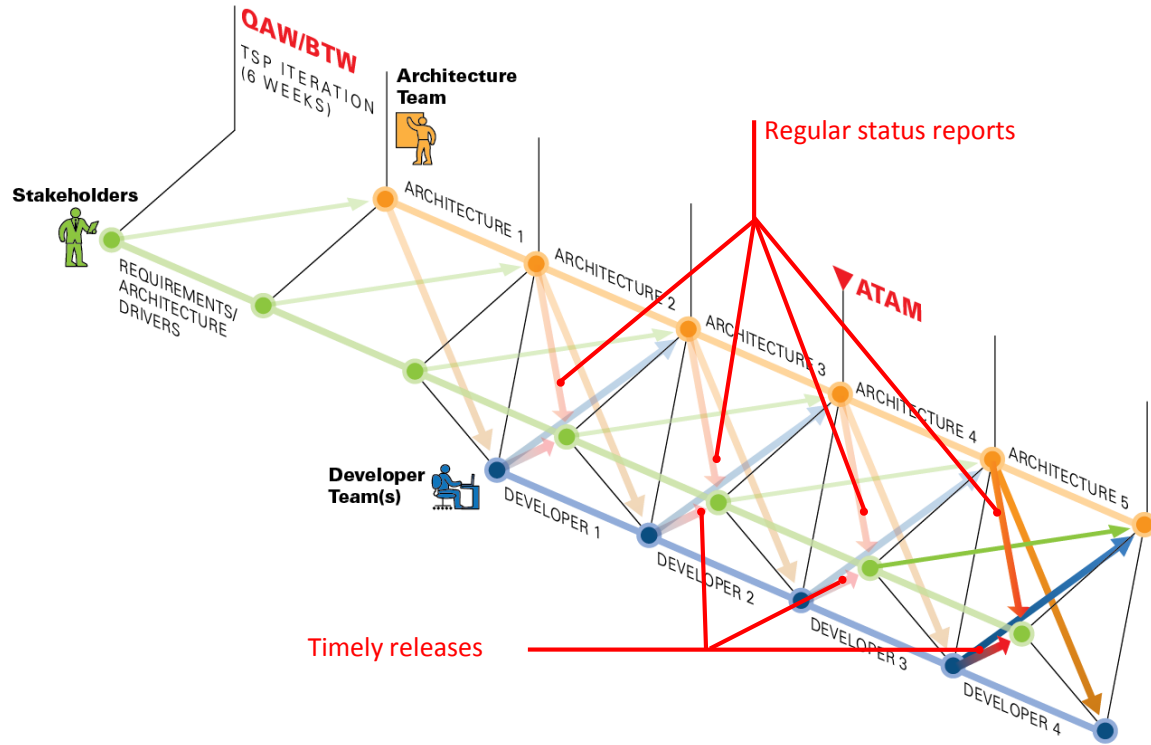 QAW/BTW
TSP ITERATION
(6 WEEKS)
Architecture
Team
Regular status reports
Stakeholders
ARCHITECTURE 1
REQUIREMENTS/
ARCHITECTURE
DRIVERS
ARCHITECTURE 2
ATAM
ARCHITECTURE 3
ARCHITECTURE 4
ARCHITECTURE 5
Developer
Team(s)
DEVELOPER 1
DEVELOPER 2
Timely releases
DEVELOPER 3
DEVELOPER 4